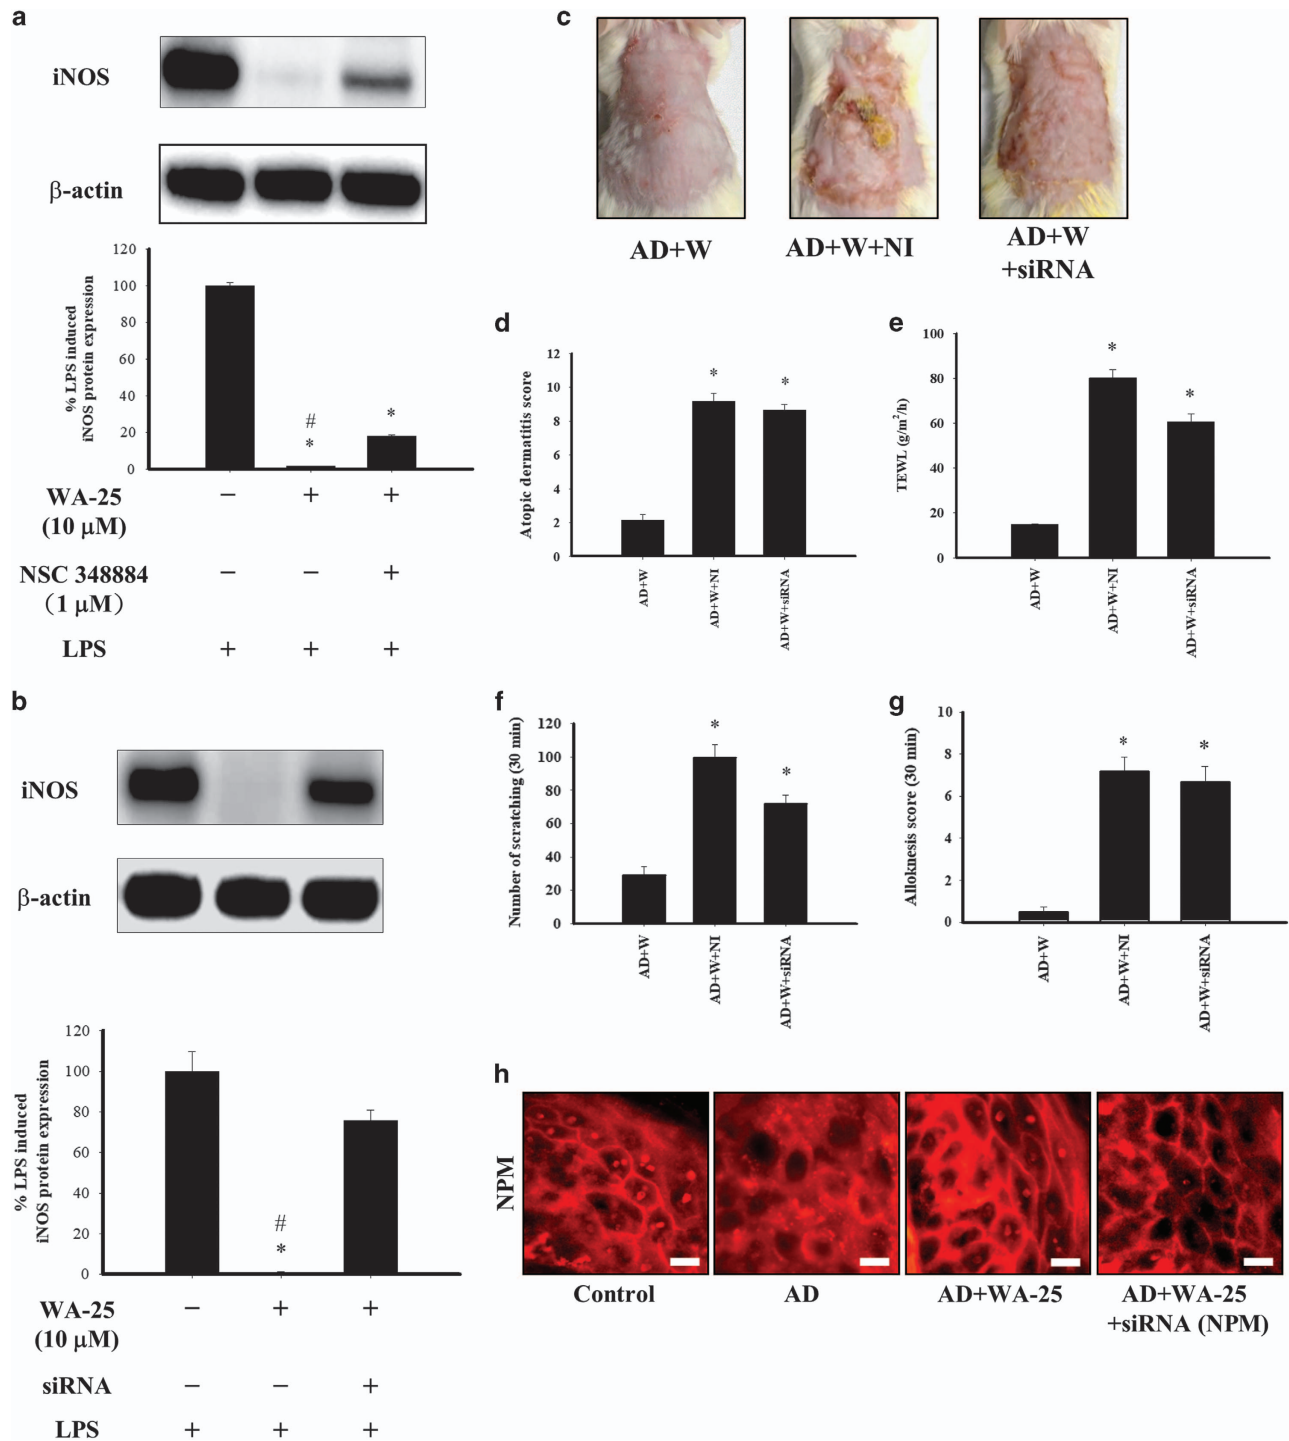 a
iNOS
β-actin
% LPS induced
iNOS protein expression
120
100
80
60
40
20
0
#
*
*
WA-25
(10 µM)
− + +
NSC 348884
(1 µM)
− − +
LPS
+ + +
b
iNOS
β-actin
% LPS induced
iNOS protein expression
120
100
80
60
40
20
0
#
*
WA-25
(10 µM)
− + +
siRNA
− − +
LPS
+ + +
c
AD+W
AD+W+NI
AD+W
+siRNA
d
Atopic dermatitis score
12
10
8
6
4
2
0
*
*
AD+W
AD+W+NI
AD+W+siRNA
e
TEWL (g/m²/h)
100
80
60
40
20
0
*
*
AD+W
AD+W+NI
AD+W+siRNA
f
Number of scratching (30 min)
120
100
80
60
40
20
0
*
*
AD+W
AD+W+NI
AD+W+siRNA
g
Alloknesis score (30 min)
10
8
6
4
2
0
*
*
AD+W
AD+W+NI
AD+W+siRNA
h
NPM
Control
AD
AD+WA-25
AD+WA-25
+siRNA (NPM)